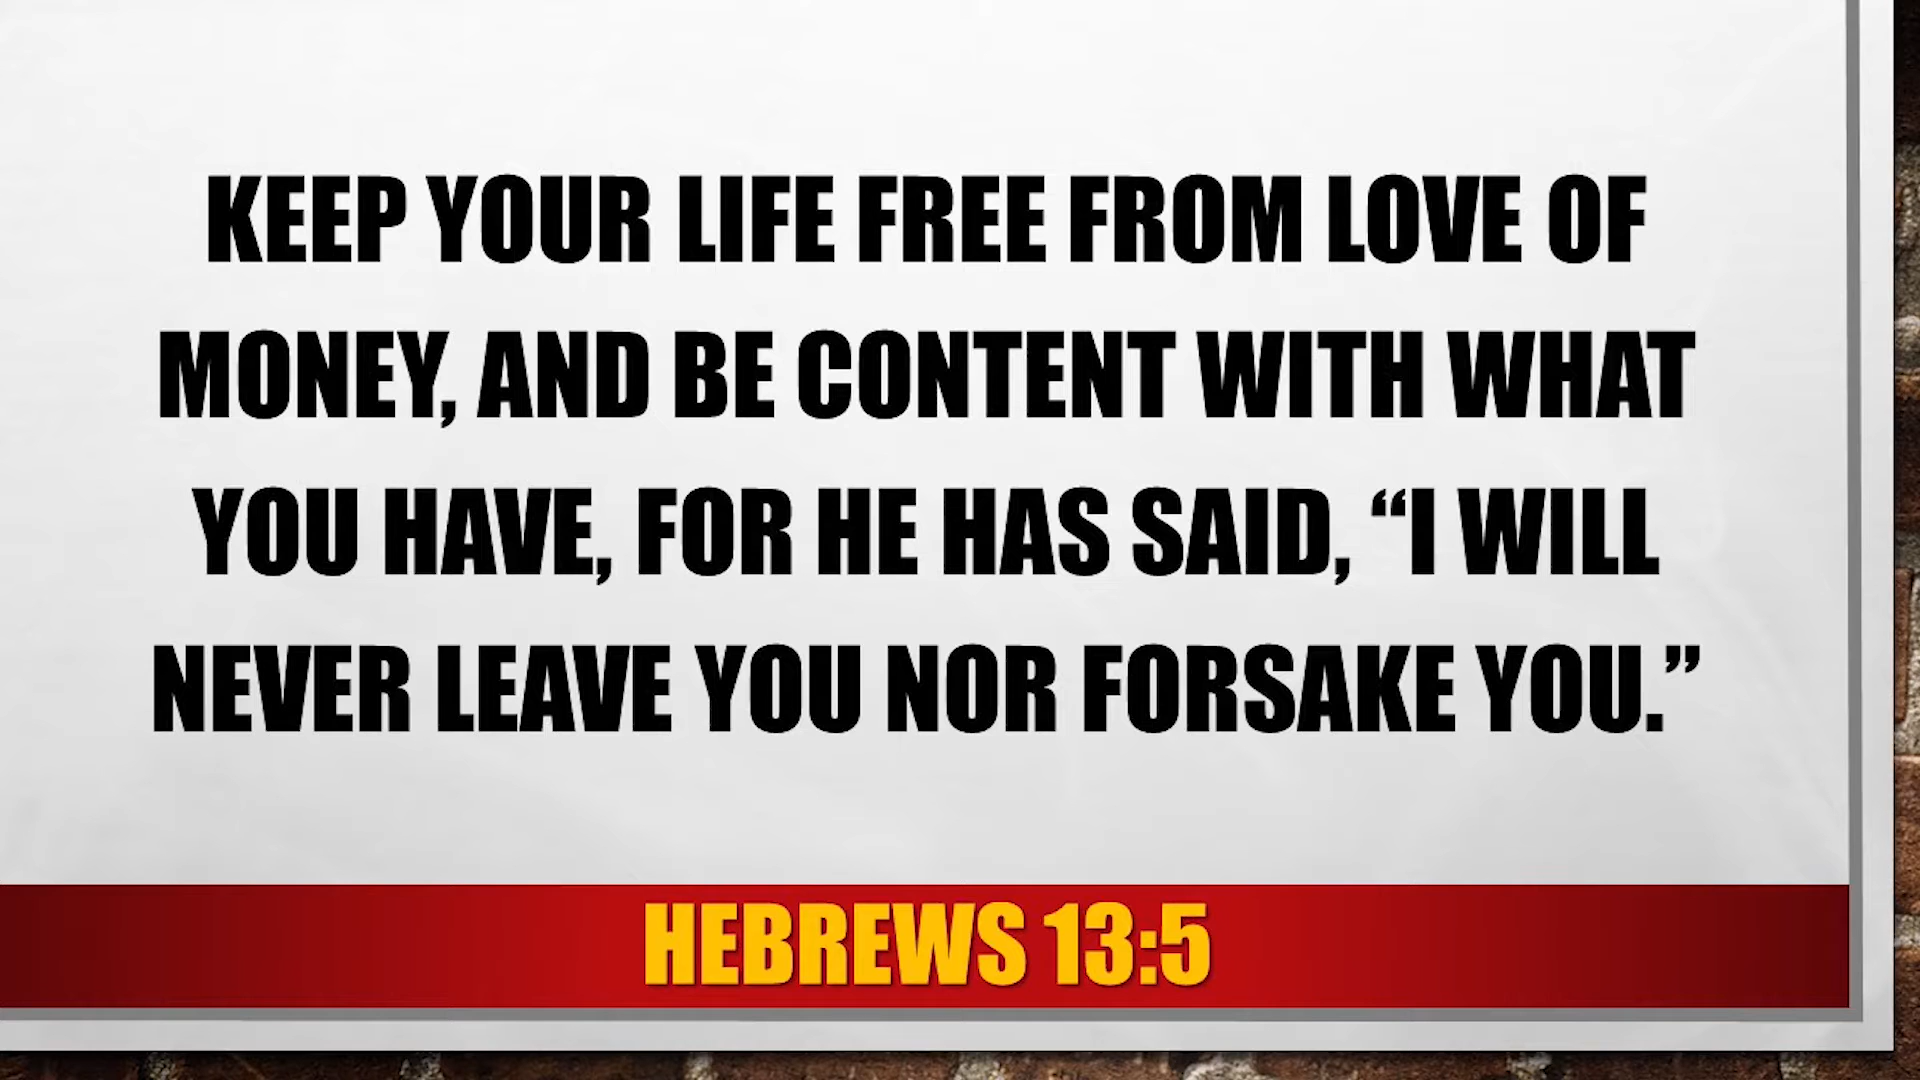 KEEP YOUR LIFE FREE FROM LOVE OF
MONEY, AND BE CONTENT WITH WHAT
YOU HAVE, FOR HE HAS SAID, “I WILL
NEVER LEAVE YOU NOR FORSAKE YOU.”
HEBREWS 13:5